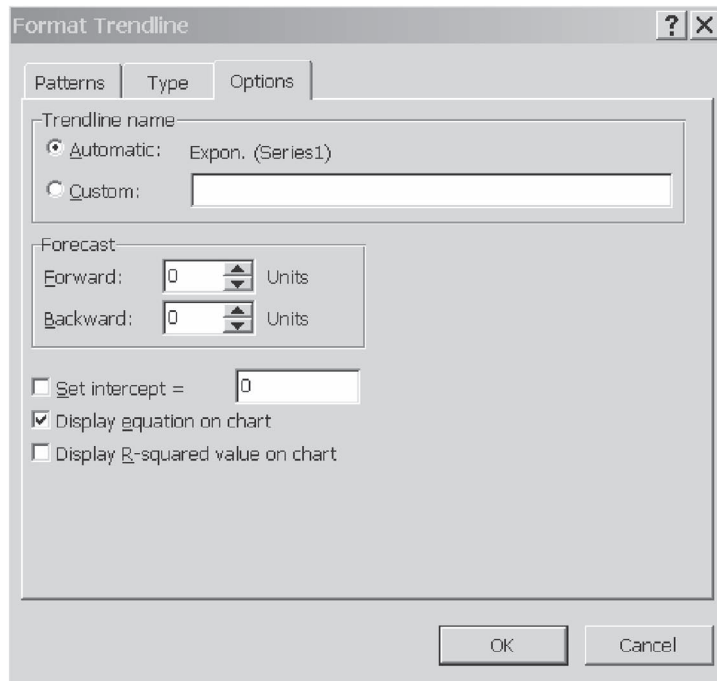 Format Trendline
Patterns Type Options
Trendline name
Automatic: Expon. (Series1)
Custom:
Forecast
Forward: 0 Units
Backward: 0 Units
Set intercept = 0
Display equation on chart
Display R-squared value on chart
OK Cancel